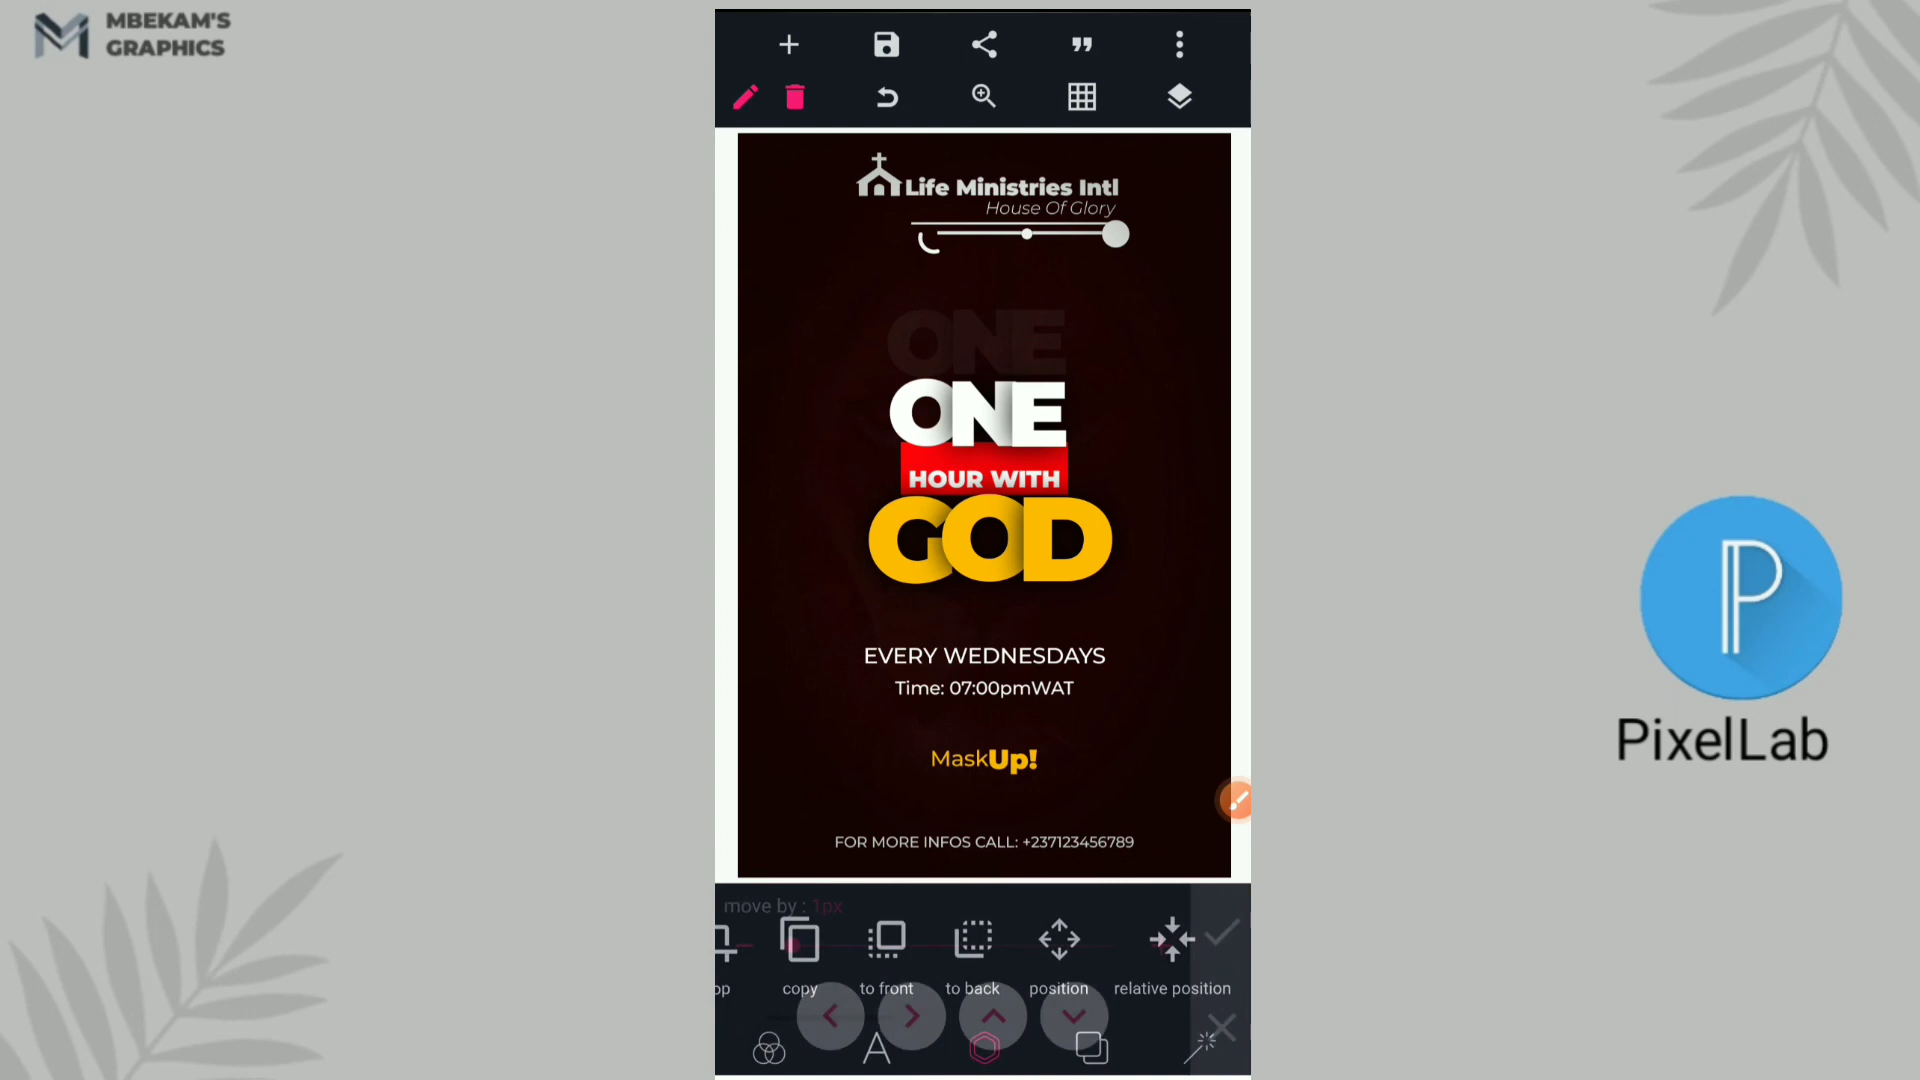 MBEKAM'S
GRAPHICS
Life Ministries Intl
House Of Glory
ONE
ONE
HOUR WITH
GOD
EVERY WEDNESDAYS
Time: 07:00pmWAT
MaskUp!
FOR MORE INFOS CALL: +237123456789
move by : 1px
op copy to front to back position relative position
PixelLab